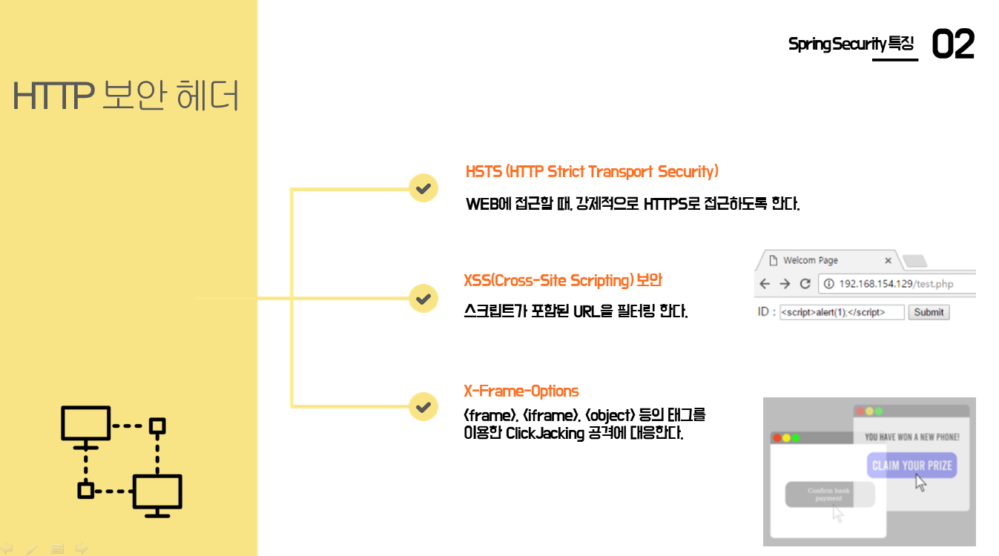 Spring Security 특징 02
HTTP 보안 헤더
HSTS (HTTP Strict Transport Security)
WEB에 접근할 때, 강제적으로 HTTPS로 접근하도록 한다.
XSS(Cross-Site Scripting) 보안
스크립트가 포함된 URL을 필터링 한다.
Welcom Page
192.168.154.129/test.php
ID : <script>alert(1);</script> Submit
X-Frame-Options
<frame>, <iframe>, <object> 등의 태그를
이용한 ClickJacking 공격에 대응한다.
YOU HAVE WON A NEW PHONE!
CLAIM YOUR PRIZE
Confirm bank
payment